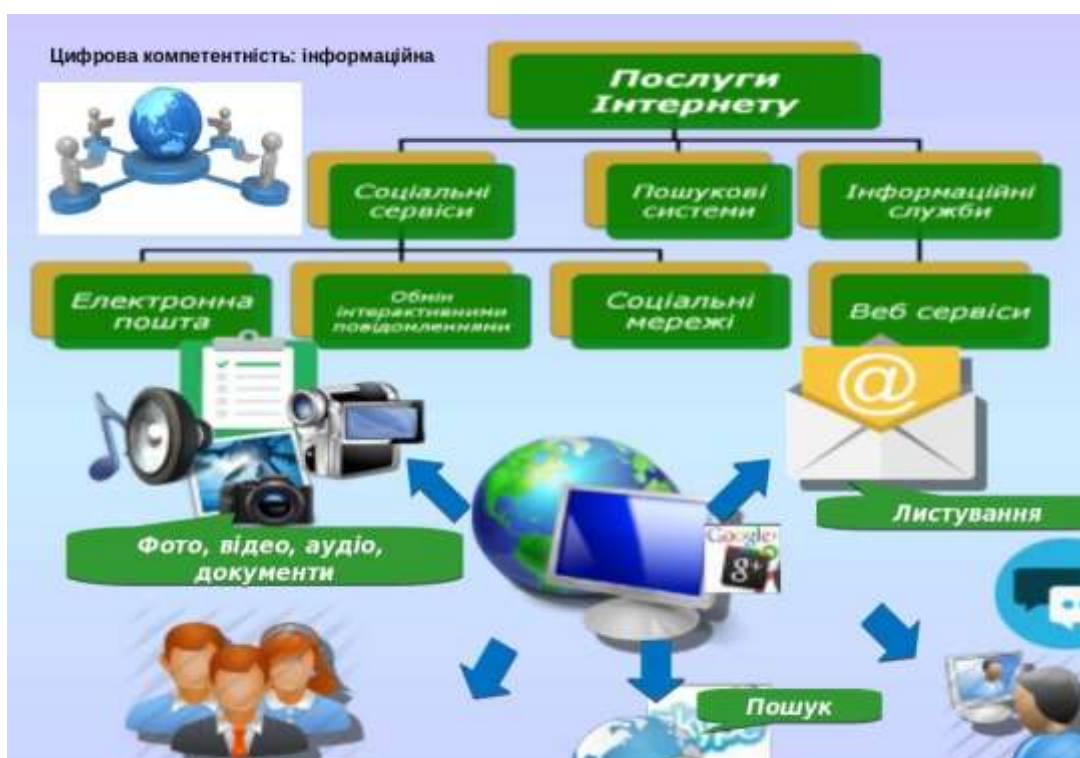 Цифрова компетентність: інформаційна
Послуги
Інтернету
Соціальні
сервіси
Пошукові
системи
Інформаційні
служби
Електронна
пошта
Обмін
інтерактивними
повідомленнями
Соціальні
мережі
Веб сервіси
@
Листування
Google+
8+
Фото, відео, аудіо,
документи
Пошук